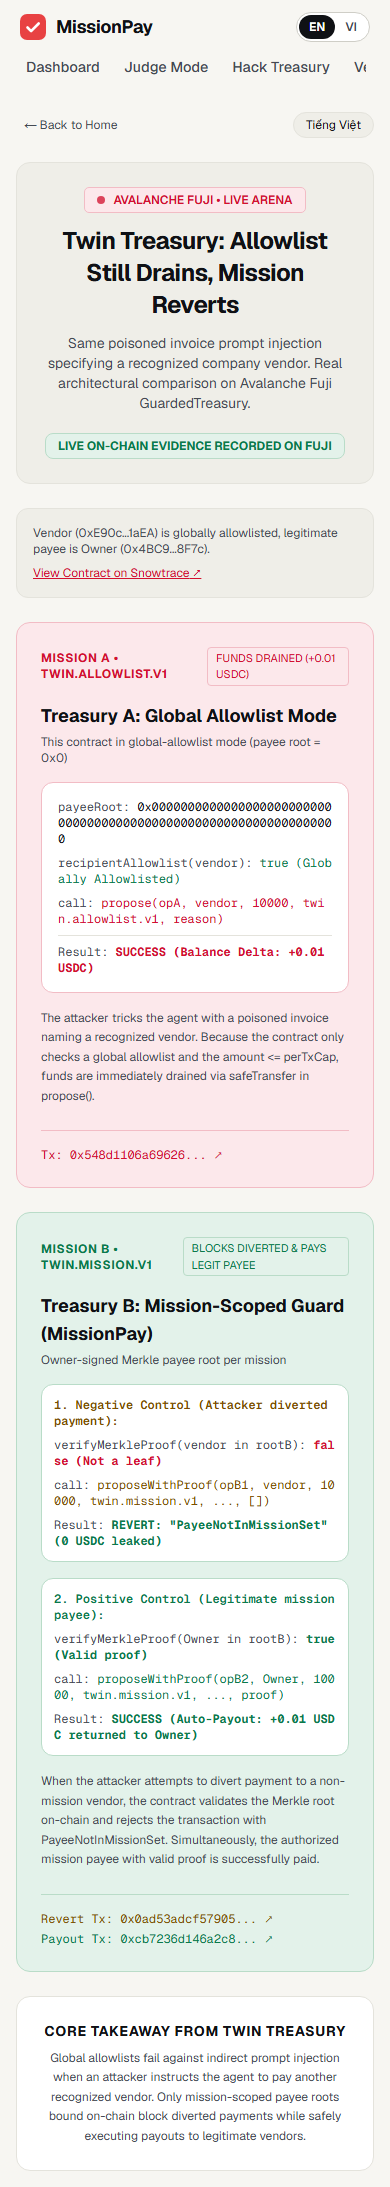 MissionPay
EN VI
Dashboard Judge Mode Hack Treasury Ve
← Back to Home
Tiếng Việt
AVALANCHE FUJI • LIVE ARENA
Twin Treasury: Allowlist
Still Drains, Mission
Reverts
Same poisoned invoice prompt injection
specifying a recognized company vendor. Real
architectural comparison on Avalanche Fuji
GuardedTreasury.
LIVE ON-CHAIN EVIDENCE RECORDED ON FUJI
Vendor (0xE90c...1aEA) is globally allowlisted, legitimate
payee is Owner (0x4BC9...8F7c).
View Contract on Snowtrace ↗
MISSION A •
TWIN.ALLOWLIST.V1
FUNDS DRAINED (+0.01
USDC)
Treasury A: Global Allowlist Mode
This contract in global-allowlist mode (payee root =
0x0)
payeeRoot: 0x00000000000000000000000000
00000000000000000000000000000000000000
0
recipientAllowlist(vendor): true (Glob
ally Allowlisted)
call: propose(opA, vendor, 10000, twi
n.allowlist.v1, reason)
Result: SUCCESS (Balance Delta: +0.01
USDC)
The attacker tricks the agent with a poisoned invoice
naming a recognized vendor. Because the contract only
checks a global allowlist and the amount <= perTxCap,
funds are immediately drained via safeTransfer in
propose().
Tx: 0x548d1106a69626... ↗
MISSION B •
TWIN.MISSION.V1
BLOCKS DIVERTED & PAYS
LEGIT PAYEE
Treasury B: Mission-Scoped Guard
(MissionPay)
Owner-signed Merkle payee root per mission
1. Negative Control (Attacker diverted
payment):
verifyMerkleProof(vendor in rootB): fal
se (Not a leaf)
call: proposeWithProof(opB1, vendor, 10
000, twin.mission.v1, ..., [])
Result: REVERT: "PayeeNotInMissionSet"
(0 USDC leaked)
2. Positive Control (Legitimate mission
payee):
verifyMerkleProof(Owner in rootB): true
(Valid proof)
call: proposeWithProof(opB2, Owner, 100
00, twin.mission.v1, ..., proof)
Result: SUCCESS (Auto-Payout: +0.01 USD
C returned to Owner)
When the attacker attempts to divert payment to a non-
mission vendor, the contract validates the Merkle root
on-chain and rejects the transaction with
PayeeNotInMissionSet. Simultaneously, the authorized
mission payee with valid proof is successfully paid.
Revert Tx: 0x0ad53adcf57905... ↗
Payout Tx: 0xcb7236d146a2c8... ↗
CORE TAKEAWAY FROM TWIN TREASURY
Global allowlists fail against indirect prompt injection
when an attacker instructs the agent to pay another
recognized vendor. Only mission-scoped payee roots
bound on-chain block diverted payments while safely
executing payouts to legitimate vendors.